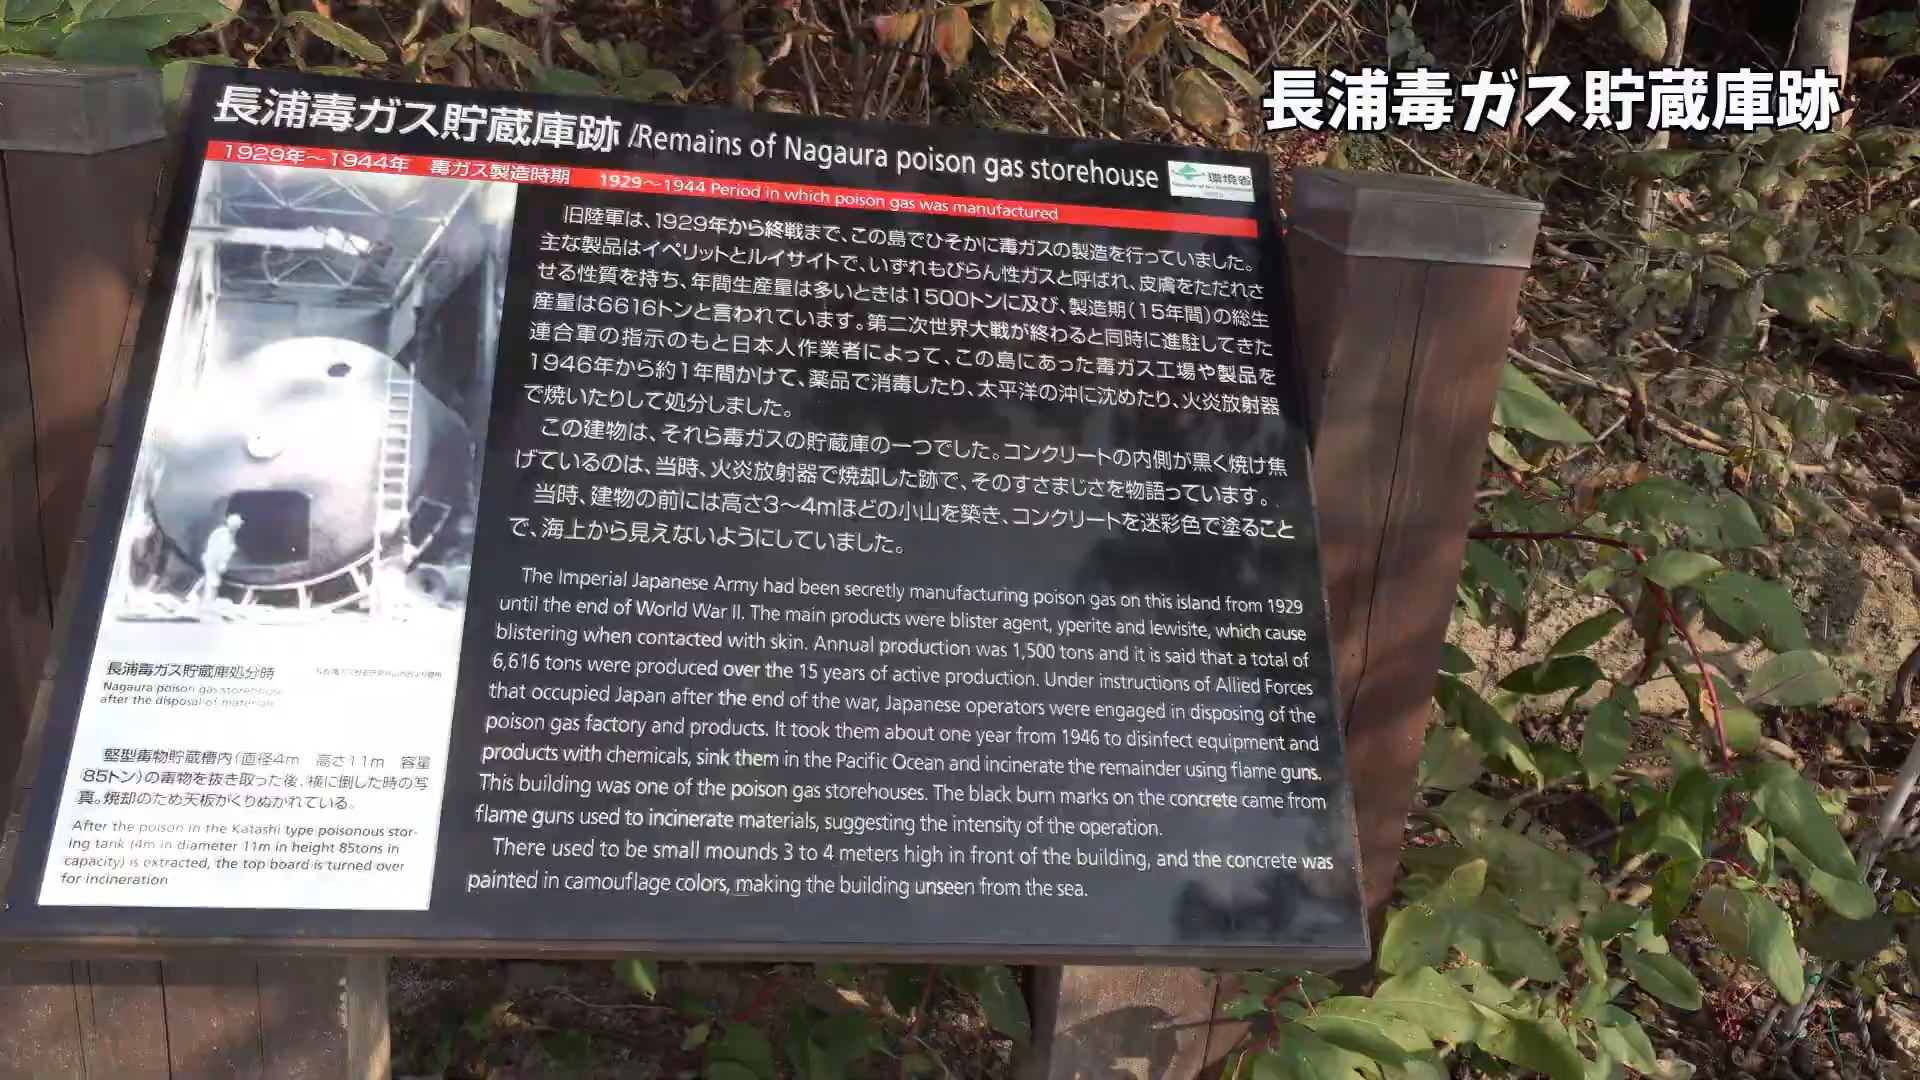 長浦毒ガス貯蔵庫跡
長浦毒ガス貯蔵庫跡 /Remains of Nagaura poison gas storehouse
環境省
1929年～1944年 毒ガス製造時期 1929～1944 Period in which poison gas was manufactured
旧陸軍は、1929年から終戦まで、この島でひそかに毒ガスの製造を行っていました。
主な製品はイペリットとルイサイトで、いずれもびらん性ガスと呼ばれ、皮膚をただれさ
せる性質を持ち、年間生産量は多いときは1500トンに及び、製造期（15年間）の総生
産量は6616トンと言われています。第二次世界大戦が終わると同時に進駐してきた
連合軍の指示のもと日本人作業者によって、この島にあった毒ガス工場や製品を
1946年から約1年間かけて、薬品で消毒したり、太平洋の沖に沈めたり、火炎放射器
で焼いたりして処分しました。
この建物は、それら毒ガスの貯蔵庫の一つでした。コンクリートの内側が黒く焼け焦
げているのは、当時、火炎放射器で焼却した跡で、そのすさまじさを物語っています。
当時、建物の前には高さ3～4mほどの小山を築き、コンクリートを迷彩色で塗ること
で、海上から見えないようにしていました。
The Imperial Japanese Army had been secretly manufacturing poison gas on this island from 1929
until the end of World War II. The main products were blister agent, yperite and lewisite, which cause
blistering when contacted with skin. Annual production was 1,500 tons and it is said that a total of
6,616 tons were produced over the 15 years of active production. Under instructions of Allied Forces
that occupied Japan after the end of the war, Japanese operators were engaged in disposing of the
poison gas factory and products. It took them about one year from 1946 to disinfect equipment and
products with chemicals, sink them in the Pacific Ocean and incinerate the remainder using flame guns.
This building was one of the poison gas storehouses. The black burn marks on the concrete came from
flame guns used to incinerate materials, suggesting the intensity of the operation.
There used to be small mounds 3 to 4 meters high in front of the building, and the concrete was
painted in camouflage colors, making the building unseen from the sea.
長浦毒ガス貯蔵庫処分時
Nagaura poison gas storehouse
after the disposal of materials
竪型毒物貯蔵槽内（直径4m 高さ11m 容量
85トン）の毒物を抜き取った後、横に倒した時の写
真。焼却のため天板がくりぬかれている。
After the poison in the Katashi type poisonous stor-
ing tank (4m in diameter 11m in height 85tons in
capacity) is extracted, the top board is turned over
for incineration